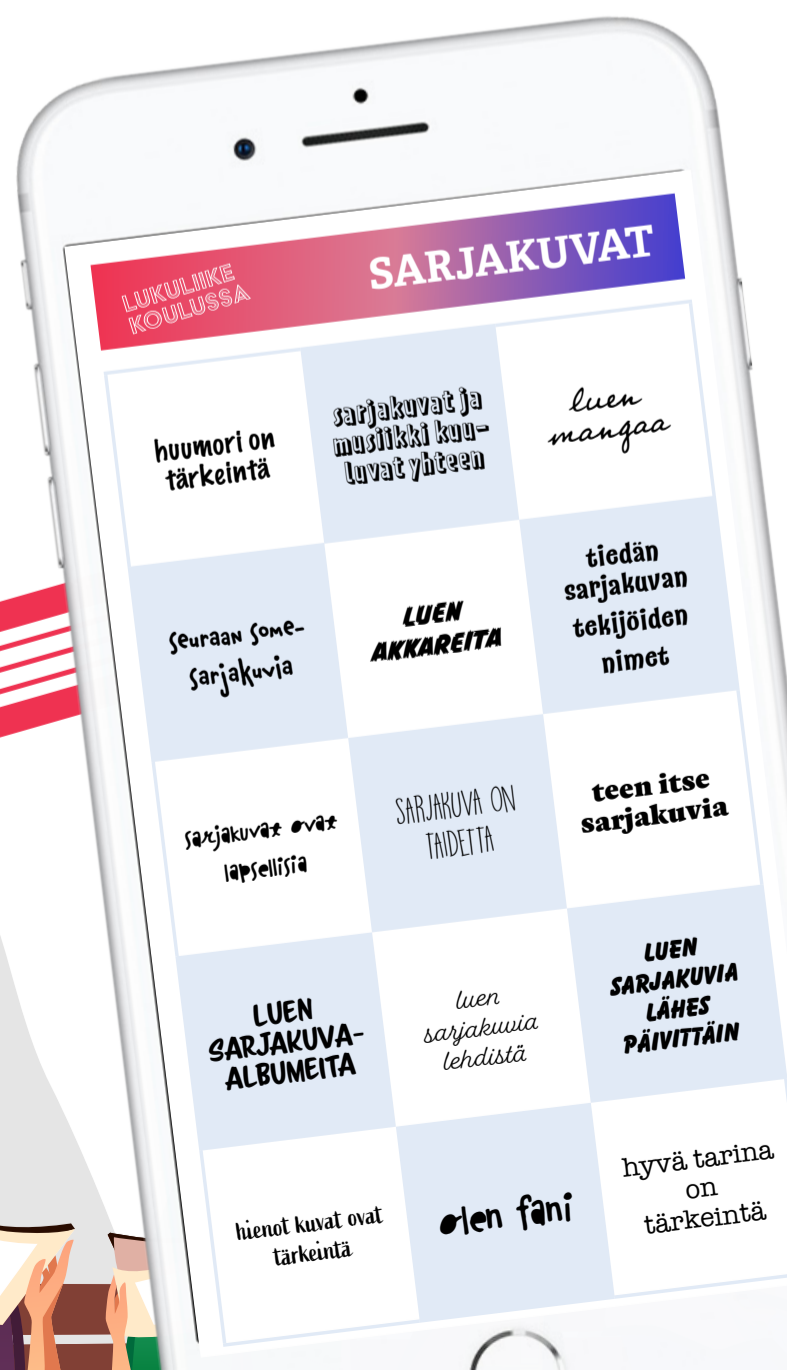 LUKULIIKE
KOULUSSA
SARJAKUVAT
huumori on
tärkeintä
sarjakuvat ja
musiikki kuu-
luvat yhteen
luen
mangaa
seuraan some-
sarjakuvia
LUEN
AKKAREITA
tiedän
sarjakuvan
tekijöiden
nimet
sarjakuvat ovat
lapsellisia
SARJAKUVA ON
TAIDETTA
teen itse
sarjakuvia
LUEN
SARJAKUVA-
ALBUMEITA
luen
sarjakuvia
lehdistä
LUEN
SARJAKUVIA
LÄHES
PÄIVITTÄIN
hienot kuvat ovat
tärkeintä
olen fani
hyvä tarina
on
tärkeintä